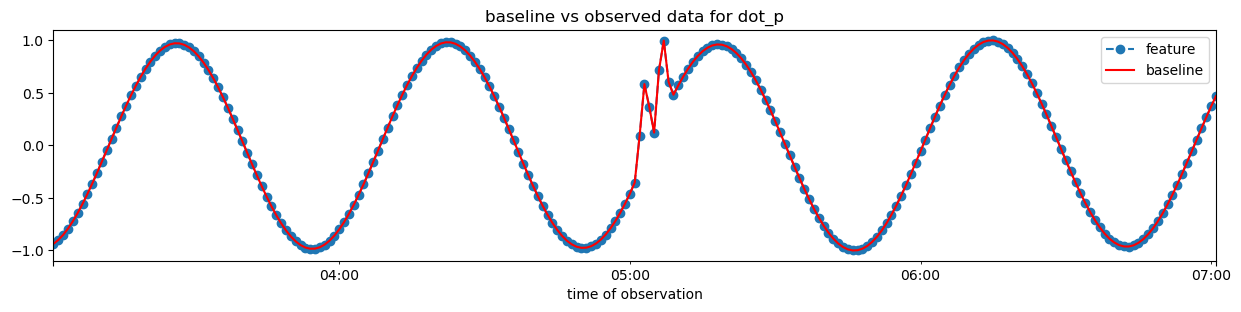 baseline vs observed data for dot_p
1.0
0.5
0.0
−0.5
−1.0
feature
baseline
04:00 05:00 06:00 07:00
time of observation